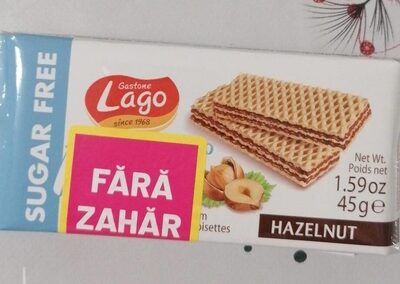 SUGAR FREE
Gastone
Lago
since 1968
FĂRĂ
ZAHĂR
Net Wt.
Poids net
1.59oz
45g e
HAZELNUT